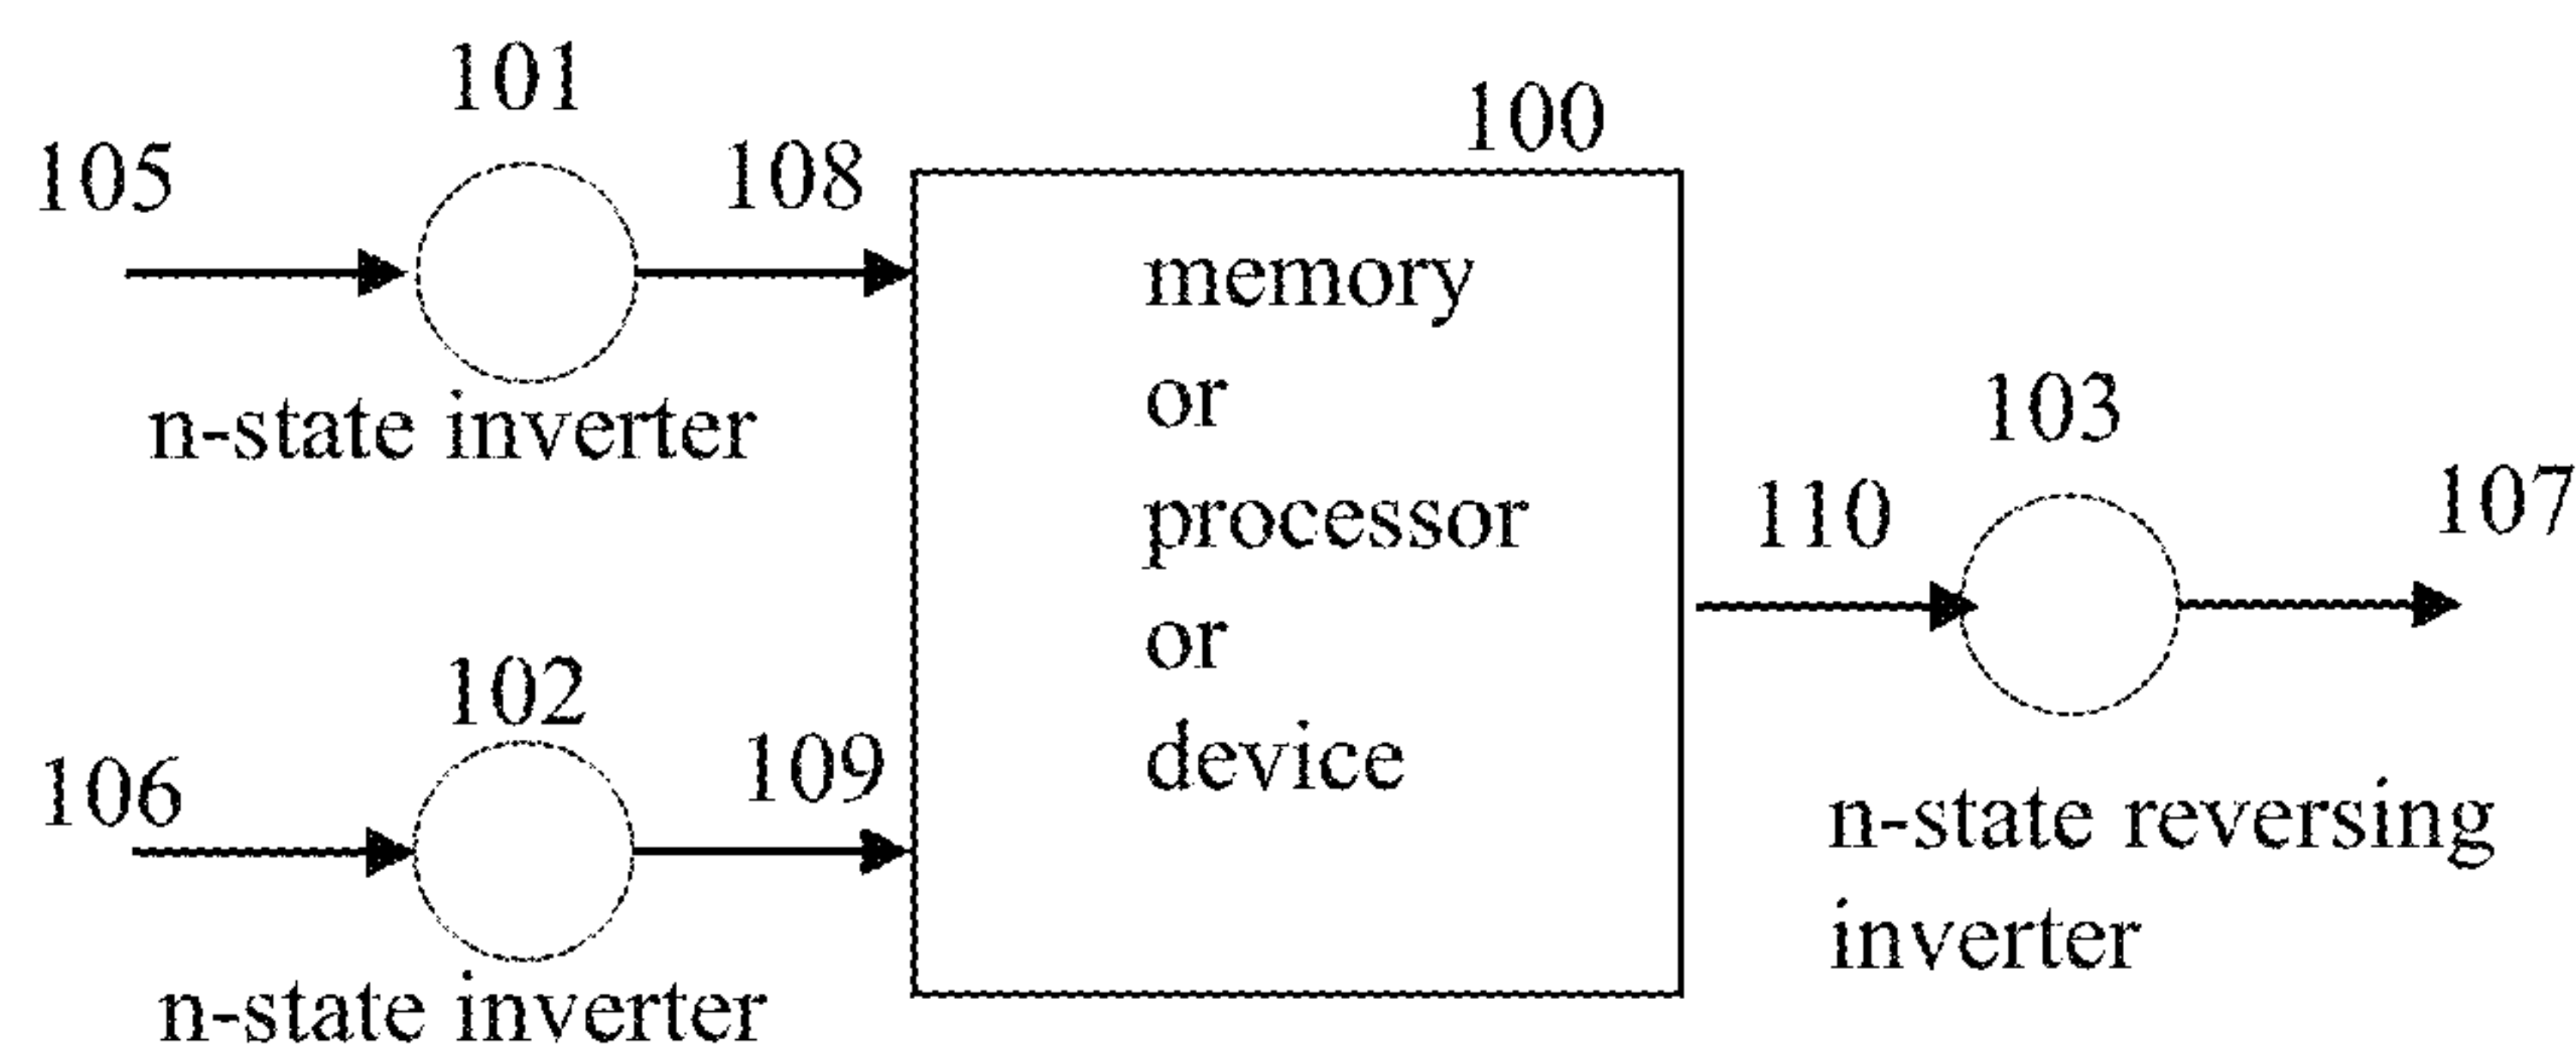 101
100
105
108
memory
n-state inverter
or
103
processor
110
107
102
or
106
109
device
n-state reversing
inverter
n-state inverter